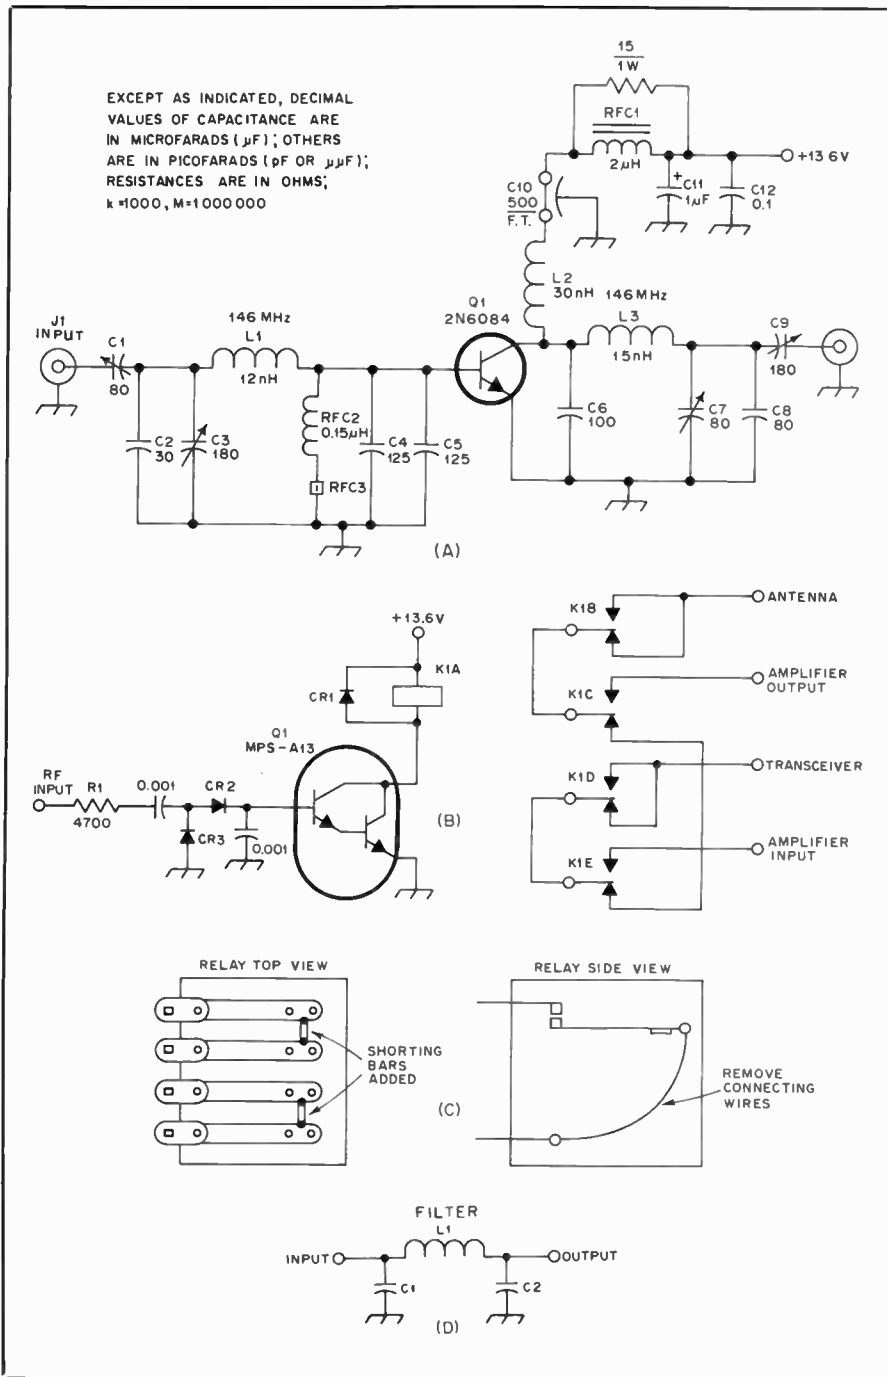 EXCEPT AS INDICATED, DECIMAL
VALUES OF CAPACITANCE ARE
IN MICROFARADS (µF); OTHERS
ARE IN PICOFARADS (pF OR µµF);
RESISTANCES ARE IN OHMS;
k=1000, M=1000000
15
1W
RFC1
2µH
+13.6V
C10
500
F.T.
+
C11
1µF
C12
0.1
L2
30nH
146MHz
Q1
2N6084
J1
INPUT
C1
80
146 MHz
L1
12nH
L3
15nH
C9
180
C2
30
C3
180
RFC2
0.15µH
RFC3
C4
125
C5
125
C6
100
C7
80
C8
80
(A)
+13.6V
K1A
CR1
Q1
MPS-A13
RF
INPUT
R1
4700
0.001
CR2
CR3
0.001
(B)
K1B
ANTENNA
K1C
AMPLIFIER
OUTPUT
K1D
TRANSCEIVER
K1E
AMPLIFIER
INPUT
RELAY TOP VIEW
SHORTING
BARS
ADDED
(C)
RELAY SIDE VIEW
REMOVE
CONNECTING
WIRES
FILTER
L1
INPUT
OUTPUT
C1
C2
(D)